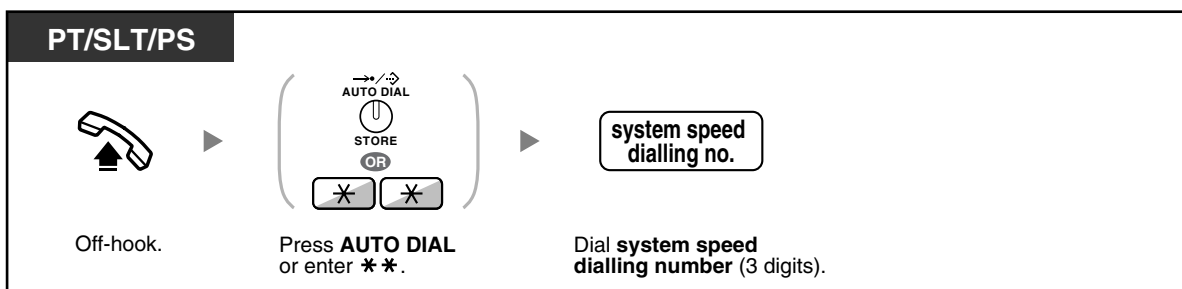 PT/SLT/PS
AUTO DIAL
STORE
OR
✱ ✱
system speed
dialling no.
Off-hook.
Press AUTO DIAL
or enter ✱✱.
Dial system speed
dialling number (3 digits).